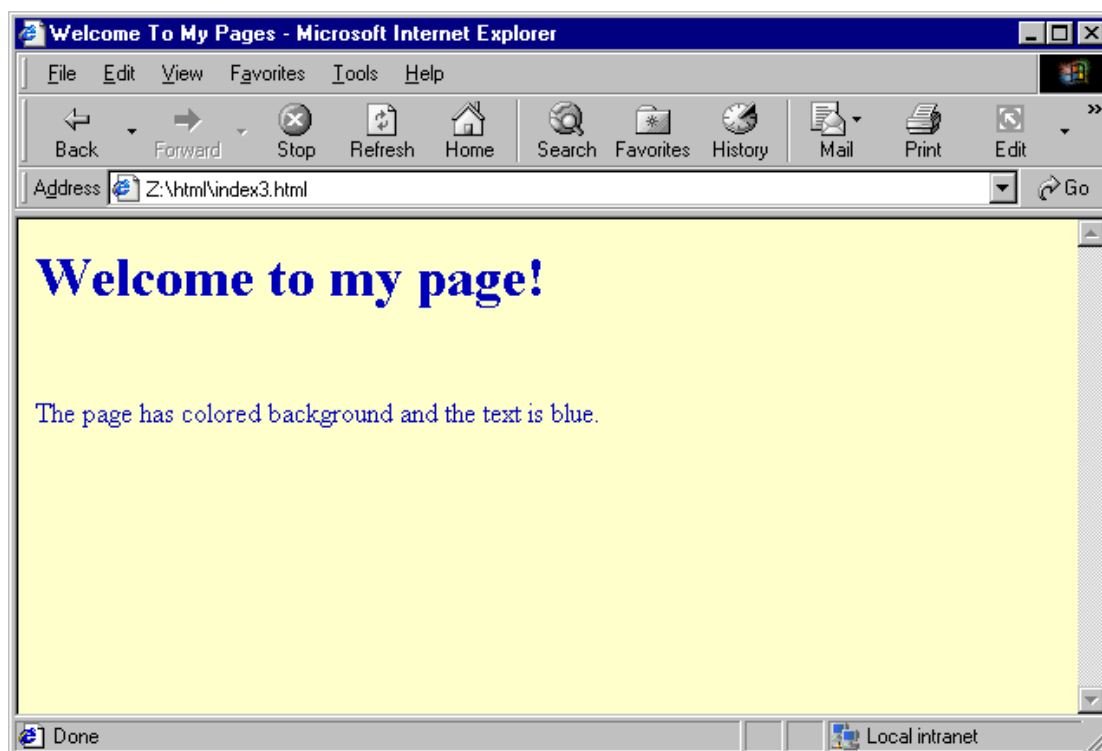 Welcome To My Pages - Microsoft Internet Explorer
File Edit View Favorites Tools Help
Back Forward Stop Refresh Home Search Favorites History Mail Print Edit »
Address Z:\html\index3.html Go
Welcome to my page!
The page has colored background and the text is blue.
Done Local intranet